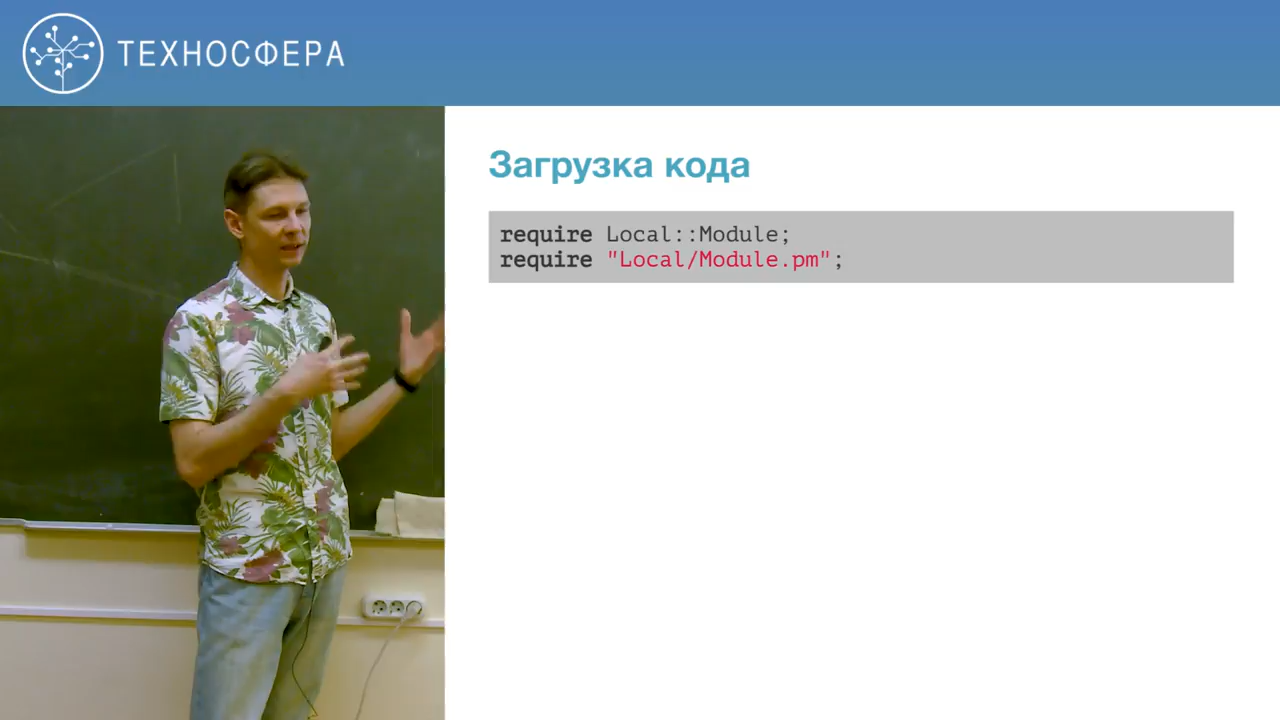 ТЕХНОСФЕРА
Загрузка кода
require Local::Module;
require "Local/Module.pm";